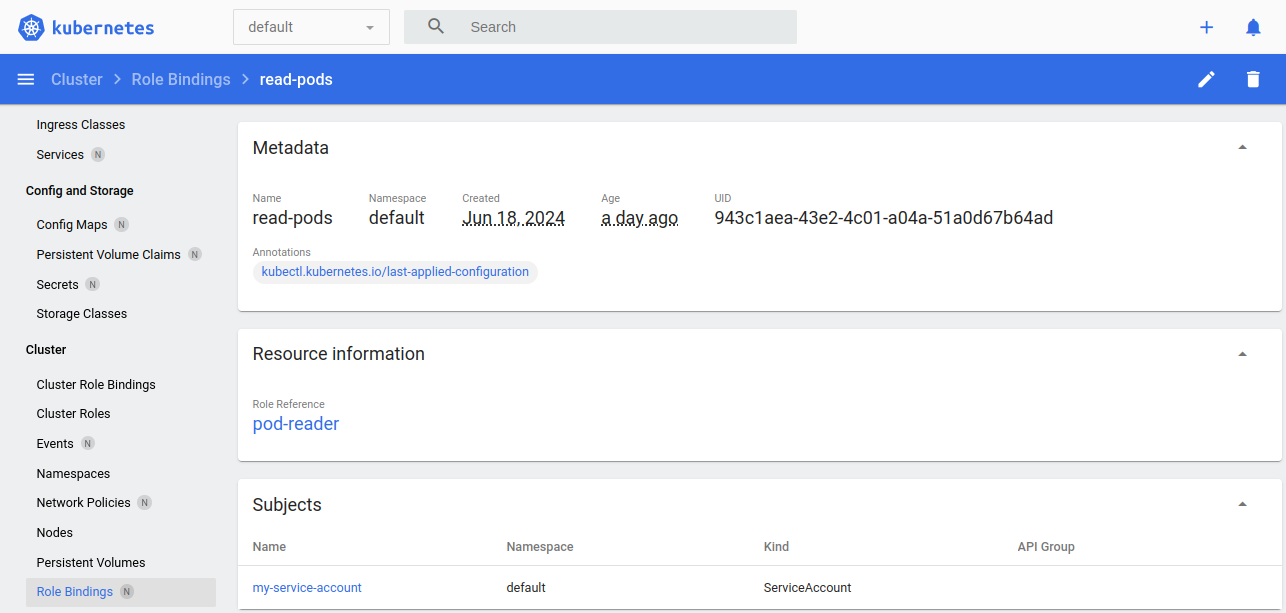 kubernetes
default
Search
Cluster > Role Bindings > read-pods
Ingress Classes
Services N
Config and Storage
Config Maps N
Persistent Volume Claims N
Secrets N
Storage Classes
Cluster
Cluster Role Bindings
Cluster Roles
Events N
Namespaces
Network Policies N
Nodes
Persistent Volumes
Role Bindings N
Metadata
Name Namespace Created Age UID
read-pods default Jun 18, 2024 a day ago 943c1aea-43e2-4c01-a04a-51a0d67b64ad
Annotations
kubectl.kubernetes.io/last-applied-configuration
Resource information
Role Reference
pod-reader
Subjects
Name Namespace Kind API Group
my-service-account default ServiceAccount